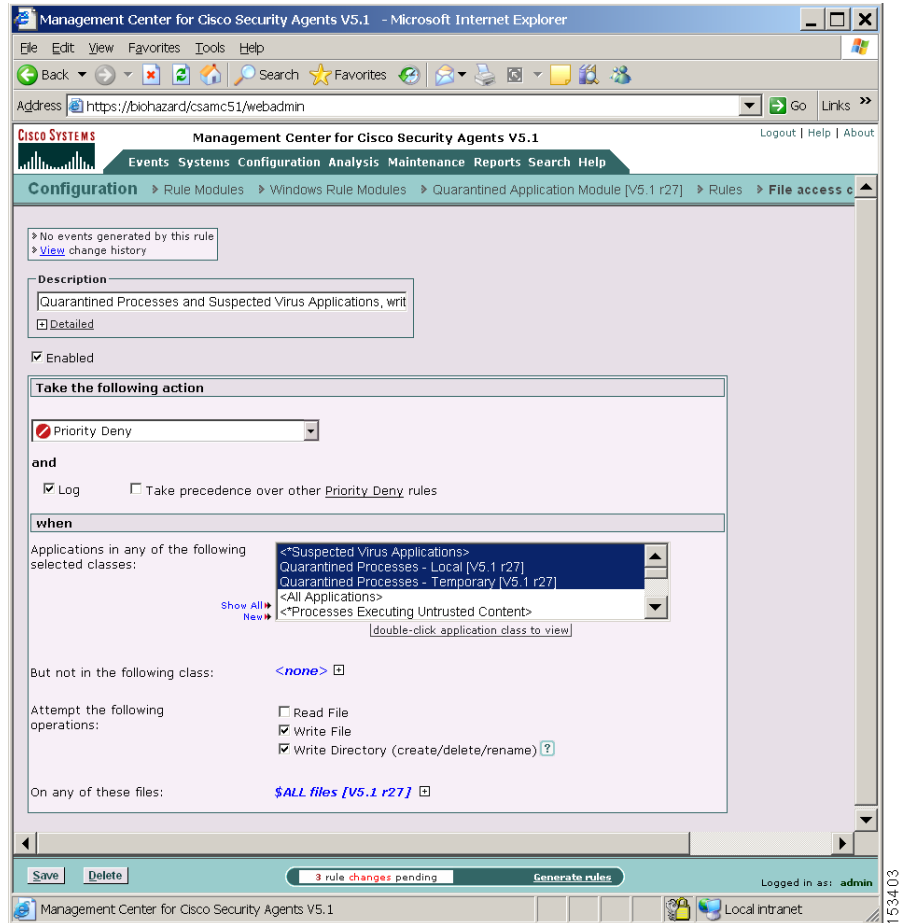 Management Center for Cisco Security Agents V5.1 - Microsoft Internet Explorer
File Edit View Favorites Tools Help
Back Search Favorites
Address https://biohazard/csamc51/webadmin Go Links »
CISCO SYSTEMS Management Center for Cisco Security Agents V5.1 Logout | Help | About
Events Systems Configuration Analysis Maintenance Reports Search Help
Configuration Rule Modules Windows Rule Modules Quarantined Application Module [V5.1 r27] Rules File access c
No events generated by this rule
View change history
Description
Quarantined Processes and Suspected Virus Applications, writ
Detailed
Enabled
Take the following action
Priority Deny
and
Log Take precedence over other Priority Deny rules
when
Applications in any of the following
selected classes:
<*Suspected Virus Applications>
Quarantined Processes - Local [V5.1 r27]
Quarantined Processes - Temporary [V5.1 r27]
<All Applications>
<*Processes Executing Untrusted Content>
Show All
New
double-click application class to view
But not in the following class: <none>
Attempt the following
operations:
Read File
Write File
Write Directory (create/delete/rename) ?
On any of these files: $ALL files [V5.1 r27]
Save Delete 3 rule changes pending Generate rules Logged in as: admin
Management Center for Cisco Security Agents V5.1 Local intranet
153403